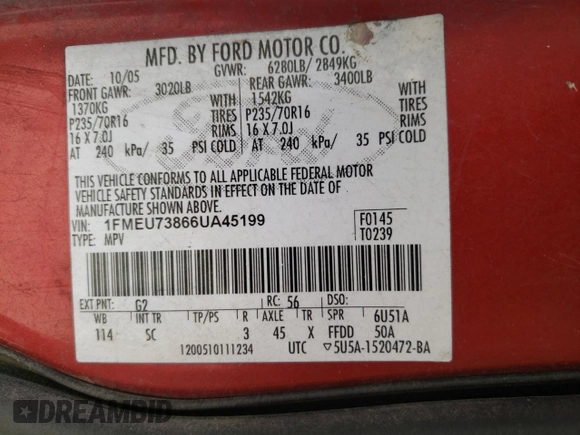 MFD. BY FORD MOTOR CO.
DATE: 10/05 GVWR: 6280LB/ 2849KG
FRONT GAWR: 3020LB REAR GAWR: 3400LB
1370KG WITH 1542KG WITH
P235/70R16 TIRES P235/70R16 TIRES
16 X 7.0J RIMS 16 X 7.0J RIMS
AT 240 kPa/ 35 PSI COLD AT 240 kPa/ 35 PSI COLD
Ford
THIS VEHICLE CONFORMS TO ALL APPLICABLE FEDERAL MOTOR
VEHICLE SAFETY STANDARDS IN EFFECT ON THE DATE OF
MANUFACTURE SHOWN ABOVE.
VIN: 1FMEU73866UA45199 F0145
TYPE: MPV T0239
EXT PNT: G2 RC: 56 DSO:
WB INT TR TP/PS R AXLE TR SPR 6U51A
114 SC 3 45 X FFDD 50A
1200510111234 UTC ▽5U5A-1520472-BA
DREAMBID